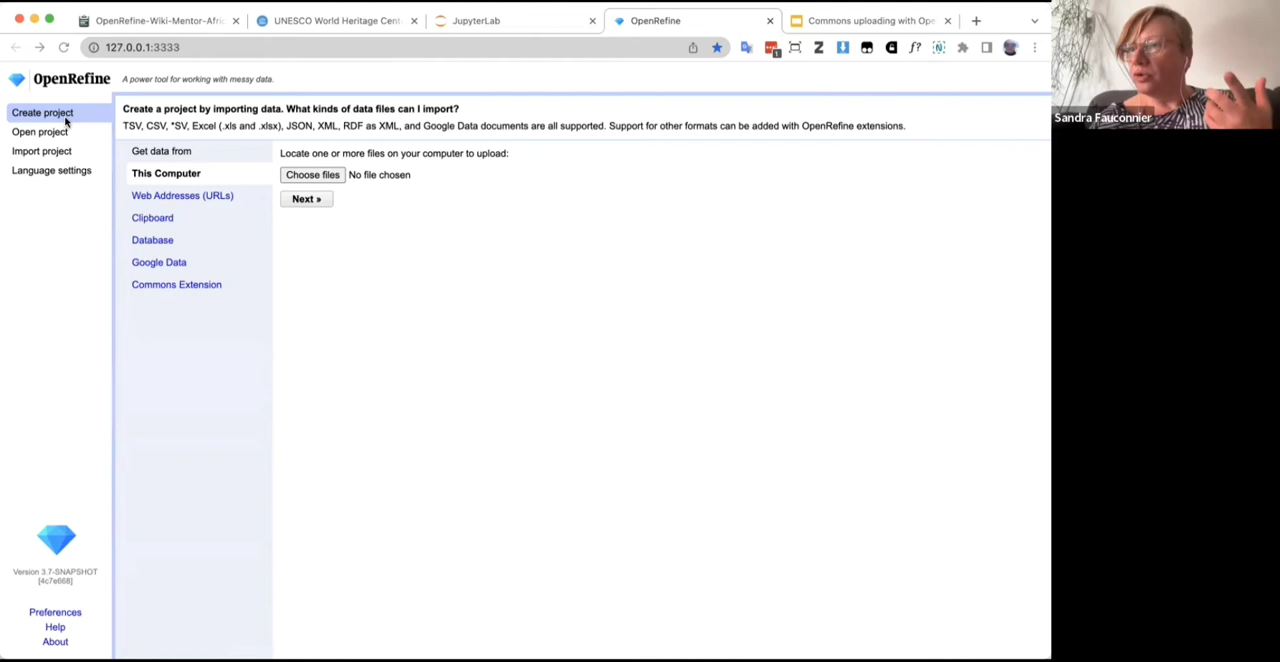 OpenRefine-Wiki-Mentor-Afri
UNESCO World Heritage Cent
JupyterLab
OpenRefine
Commons uploading with Ope
127.0.0.1:3333
1
Z
f?
N
OpenRefine
A power tool for working with messy data.
Create project
Open project
Import project
Language settings
Create a project by importing data. What kinds of data files can I import?
TSV, CSV, *SV, Excel (.xls and .xlsx), JSON, XML, RDF as XML, and Google Data documents are all supported. Support for other formats can be added with OpenRefine extensions.
Get data from
This Computer
Web Addresses (URLs)
Clipboard
Database
Google Data
Commons Extension
Locate one or more files on your computer to upload:
Choose files No file chosen
Next »
Version 3.7-SNAPSHOT
[4c7e668]
Preferences
Help
About
Sandra Fauconnier